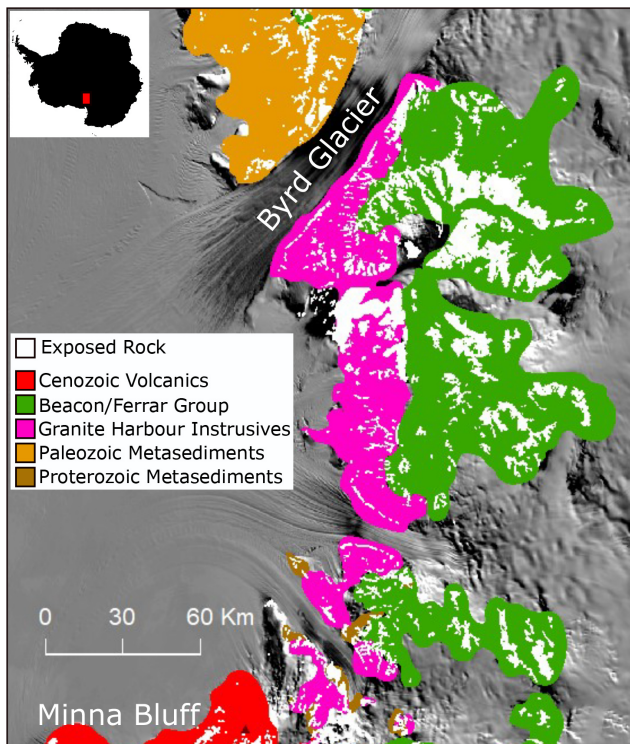 Byrd Glacier
Exposed Rock
Cenozoic Volcanics
Beacon/Ferrar Group
Granite Harbour Instrusives
Paleozoic Metasediments
Proterozoic Metasediments
0 30 60 Km
Minna Bluff